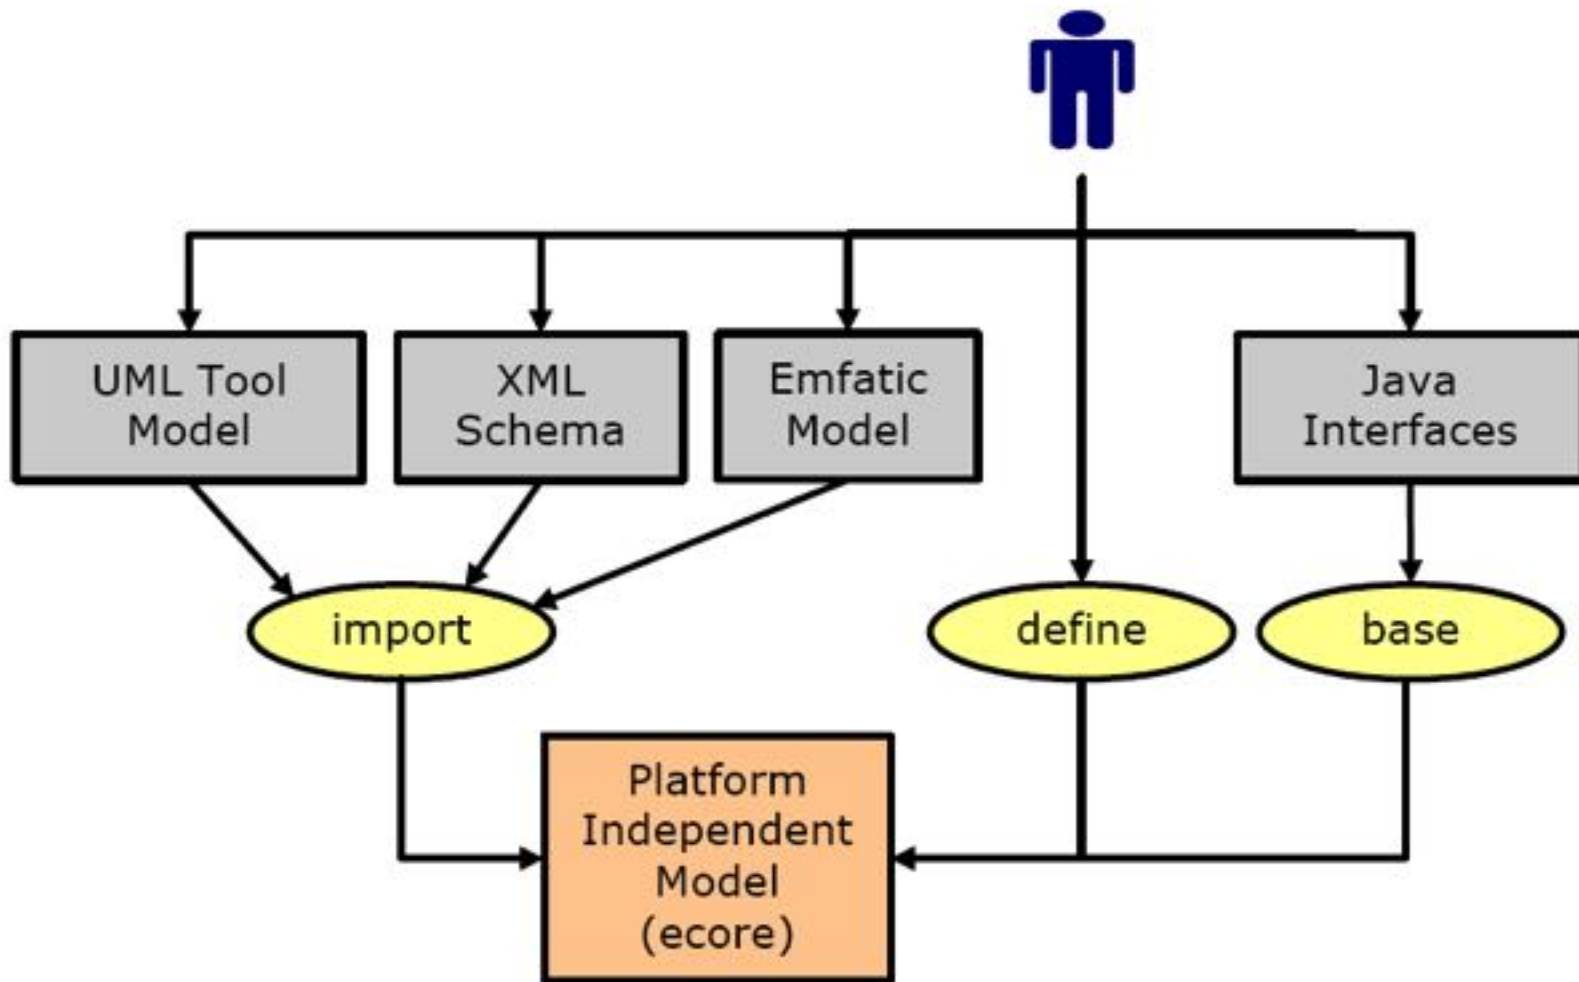 UML Tool
Model
XML
Schema
Emfatic
Model
Java
Interfaces
import
define
base
Platform
Independent
Model
(ecore)